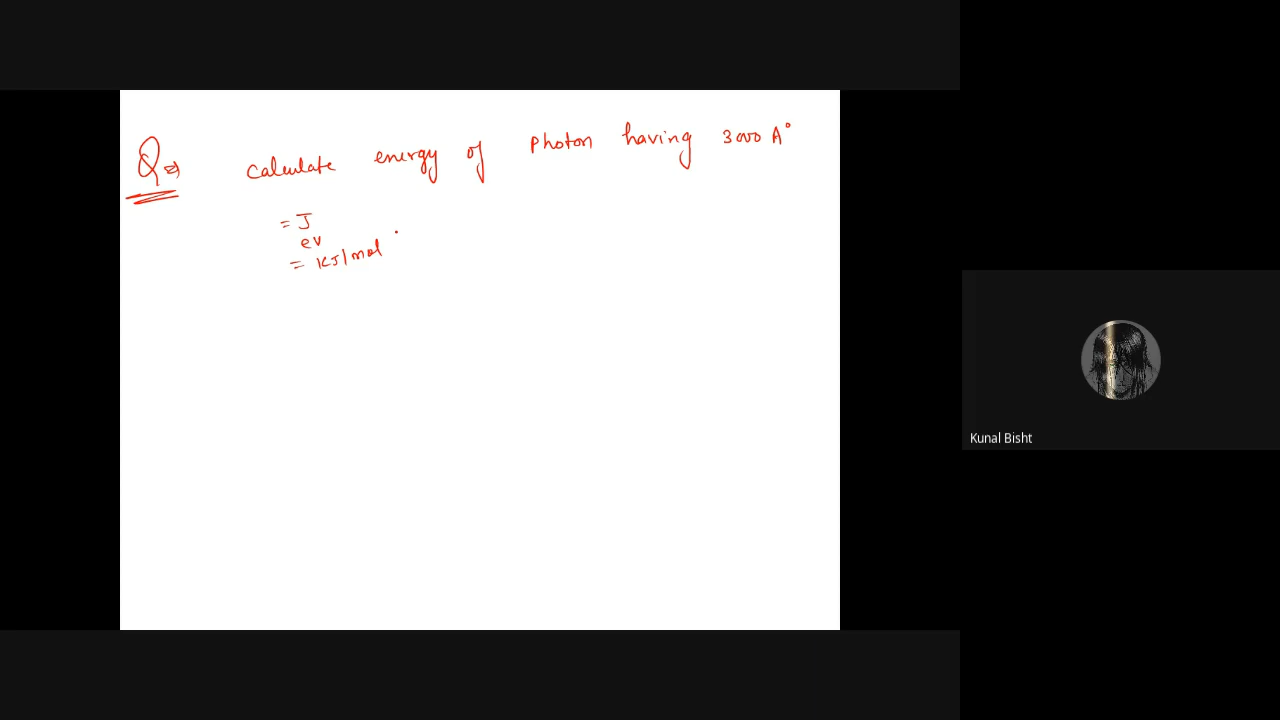 Q⇒ calculate energy of photon having 3000 A°
= J
ev
= KJ/mol
Kunal Bisht